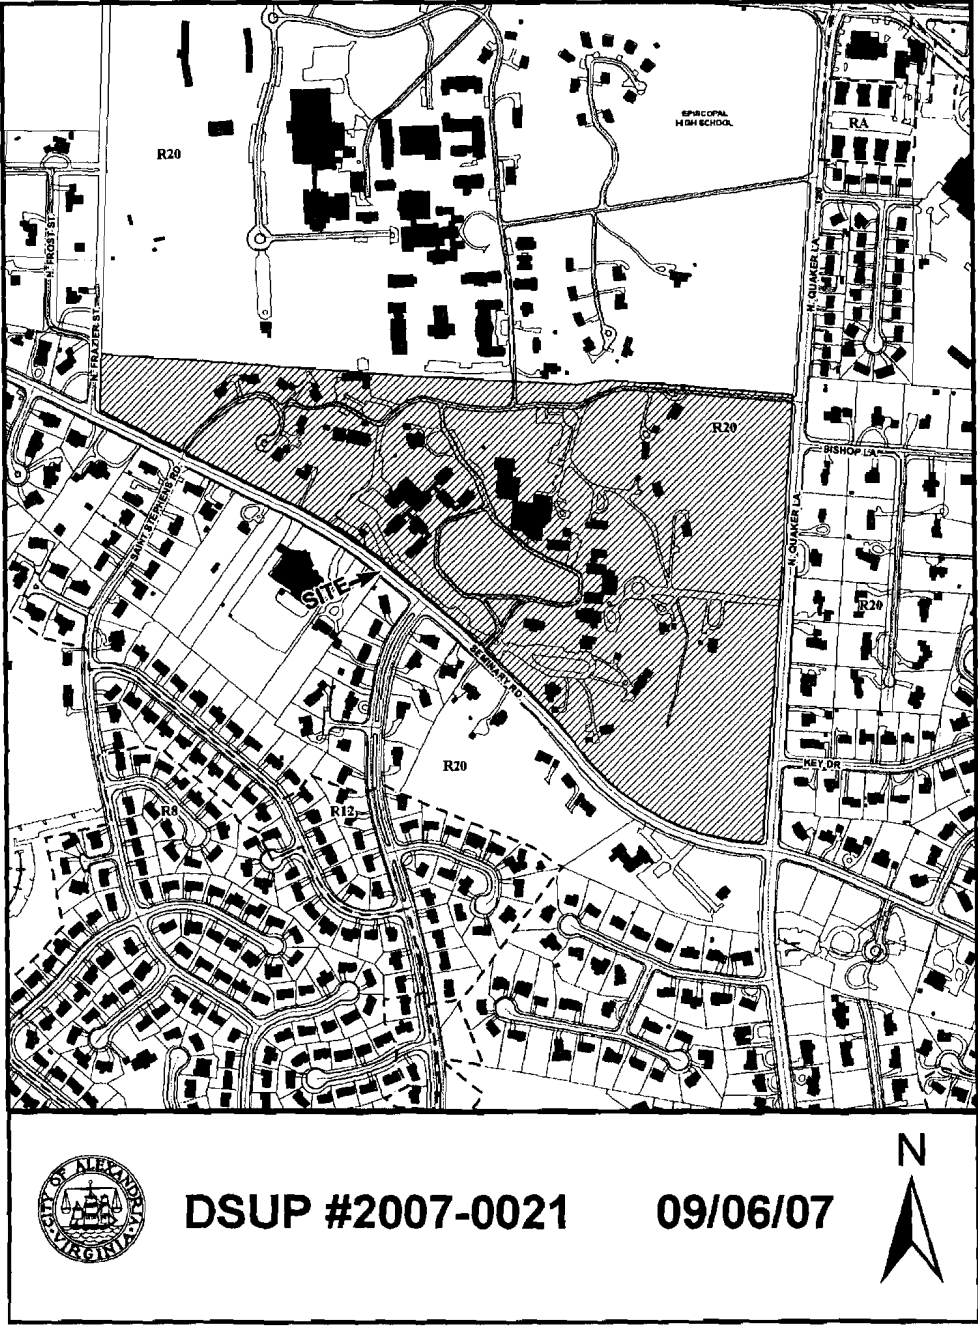 EPISCOPAL
HIGH SCHOOL
RA
R20
N. FROST ST.
N. QUAKER LA
N. FRAZIER ST.
R20
BISHOP LA
SAINT STEPHENS RD.
N. QUAKER LA
SITE
R20
SEMINARY RD.
R20
KEY DR
R8
R12
CITY OF ALEXANDRIA
VIRGINIA
DSUP #2007-0021
09/06/07
N